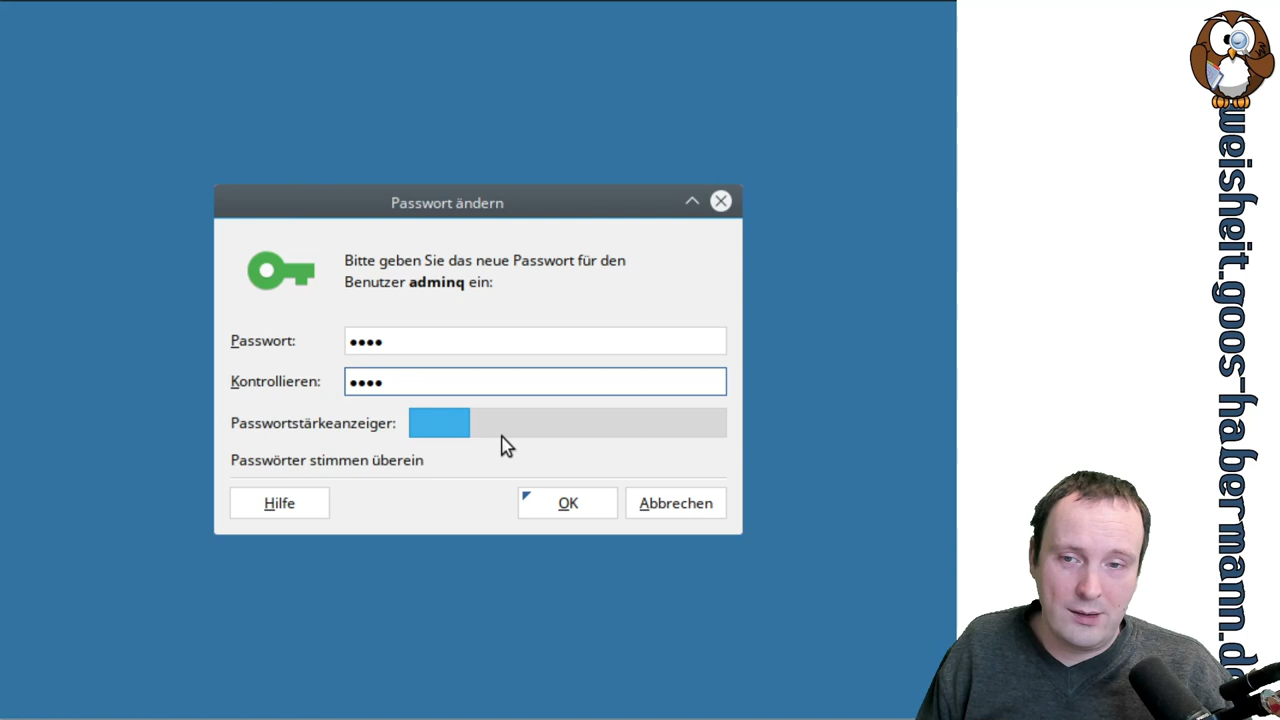 Passwort ändern
Bitte geben Sie das neue Passwort für den
Benutzer adminq ein:
Passwort: ••••
Kontrollieren: ••••
Passwortstärkeanzeiger:
Passwörter stimmen überein
Hilfe
OK
Abbrechen
weisheit.goos-habermann.de